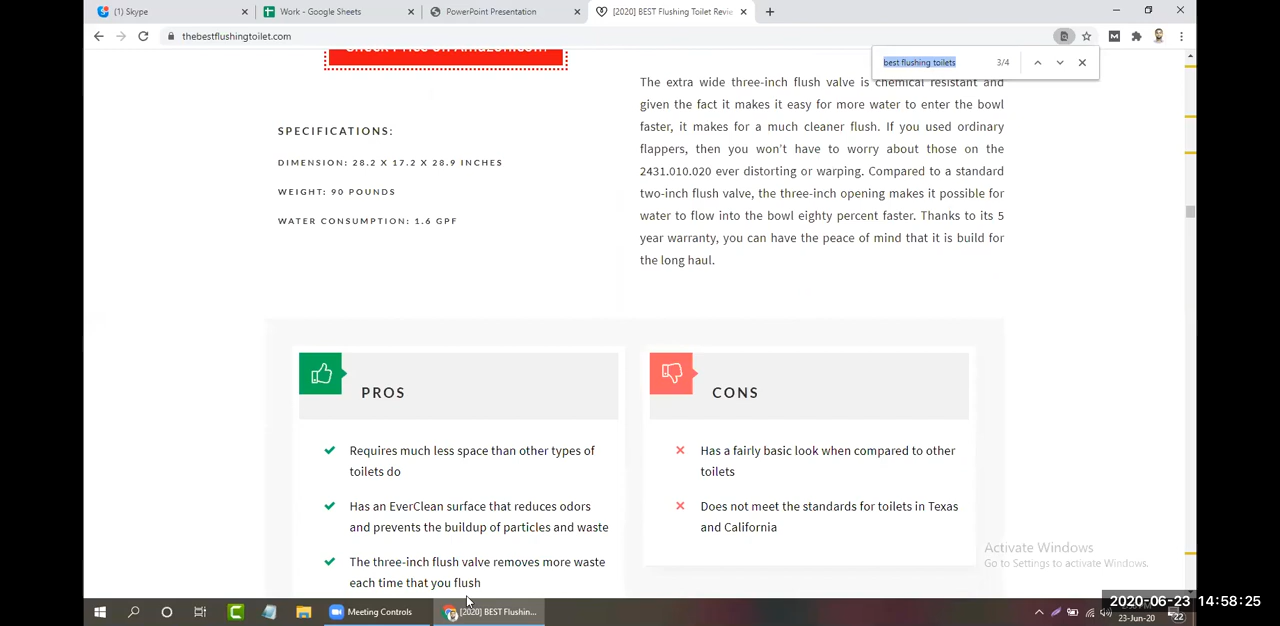 (1) Skype
Work - Google Sheets
PowerPoint Presentation
[2020] BEST Flushing Toilet Revie
thebestflushingtoilet.com
best flushing toilets 3/4
Check Price on Amazon.com
SPECIFICATIONS:
DIMENSION: 28.2 X 17.2 X 28.9 INCHES
WEIGHT: 90 POUNDS
WATER CONSUMPTION: 1.6 GPF
The extra wide three-inch flush valve is chemical resistant and
given the fact it makes it easy for more water to enter the bowl
faster, it makes for a much cleaner flush. If you used ordinary
flappers, then you won't have to worry about those on the
2431.010.020 ever distorting or warping. Compared to a standard
two-inch flush valve, the three-inch opening makes it possible for
water to flow into the bowl eighty percent faster. Thanks to its 5
year warranty, you can have the peace of mind that it is build for
the long haul.
PROS
Requires much less space than other types of
toilets do
Has an EverClean surface that reduces odors
and prevents the buildup of particles and waste
The three-inch flush valve removes more waste
each time that you flush
CONS
Has a fairly basic look when compared to other
toilets
Does not meet the standards for toilets in Texas
and California
Activate Windows
Go to Settings to activate Windows.
Meeting Controls
[2020] BEST Flushin...
2020-06-23 14:58:25
23-Jun-20
22